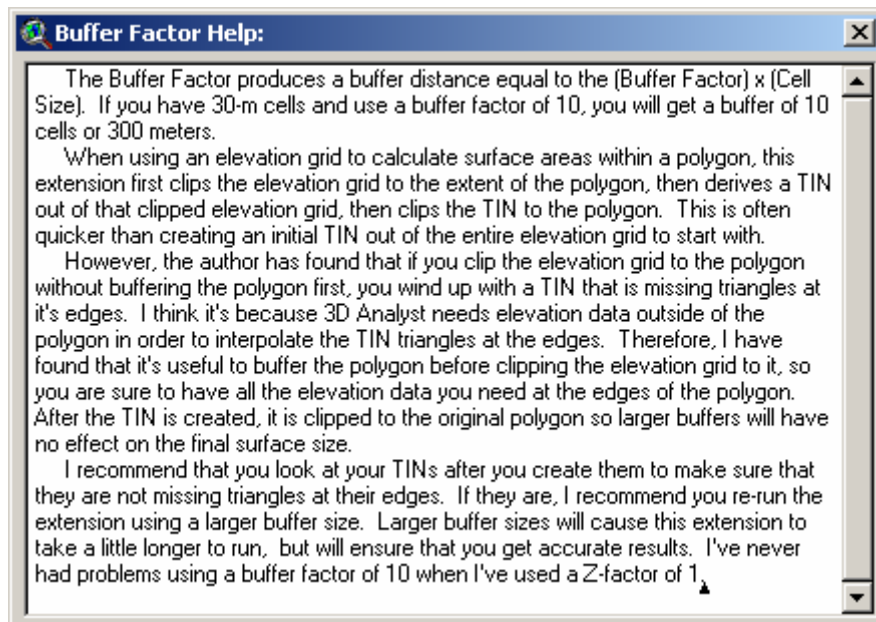 Buffer Factor Help:
The Buffer Factor produces a buffer distance equal to the (Buffer Factor) x (Cell
Size).  If you have 30-m cells and use a buffer factor of 10, you will get a buffer of 10
cells or 300 meters.
When using an elevation grid to calculate surface areas within a polygon, this
extension first clips the elevation grid to the extent of the polygon, then derives a TIN
out of that clipped elevation grid, then clips the TIN to the polygon.  This is often
quicker than creating an initial TIN out of the entire elevation grid to start with.
However, the author has found that if you clip the elevation grid to the polygon
without buffering the polygon first, you wind up with a TIN that is missing triangles at
it's edges.  I think it's because 3D Analyst needs elevation data outside of the
polygon in order to interpolate the TIN triangles at the edges.  Therefore, I have
found that it's useful to buffer the polygon before clipping the elevation grid to it, so
you are sure to have all the elevation data you need at the edges of the polygon.
After the TIN is created, it is clipped to the original polygon so larger buffers will have
no effect on the final surface size.
I recommend that you look at your TINs after you create them to make sure that
they are not missing triangles at their edges.  If they are, I recommend you re-run the
extension using a larger buffer size.  Larger buffer sizes will cause this extension to
take a little longer to run,  but will ensure that you get accurate results.  I've never
had problems using a buffer factor of 10 when I've used a Z-factor of 1.